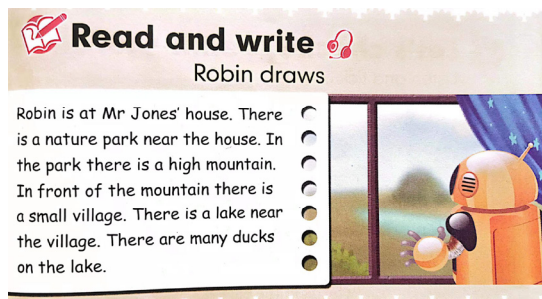 Read and write
Robin draws
Robin is at Mr Jones' house. There
is a nature park near the house. In
the park there is a high mountain.
In front of the mountain there is
a small village. There is a lake near
the village. There are many ducks
on the lake.